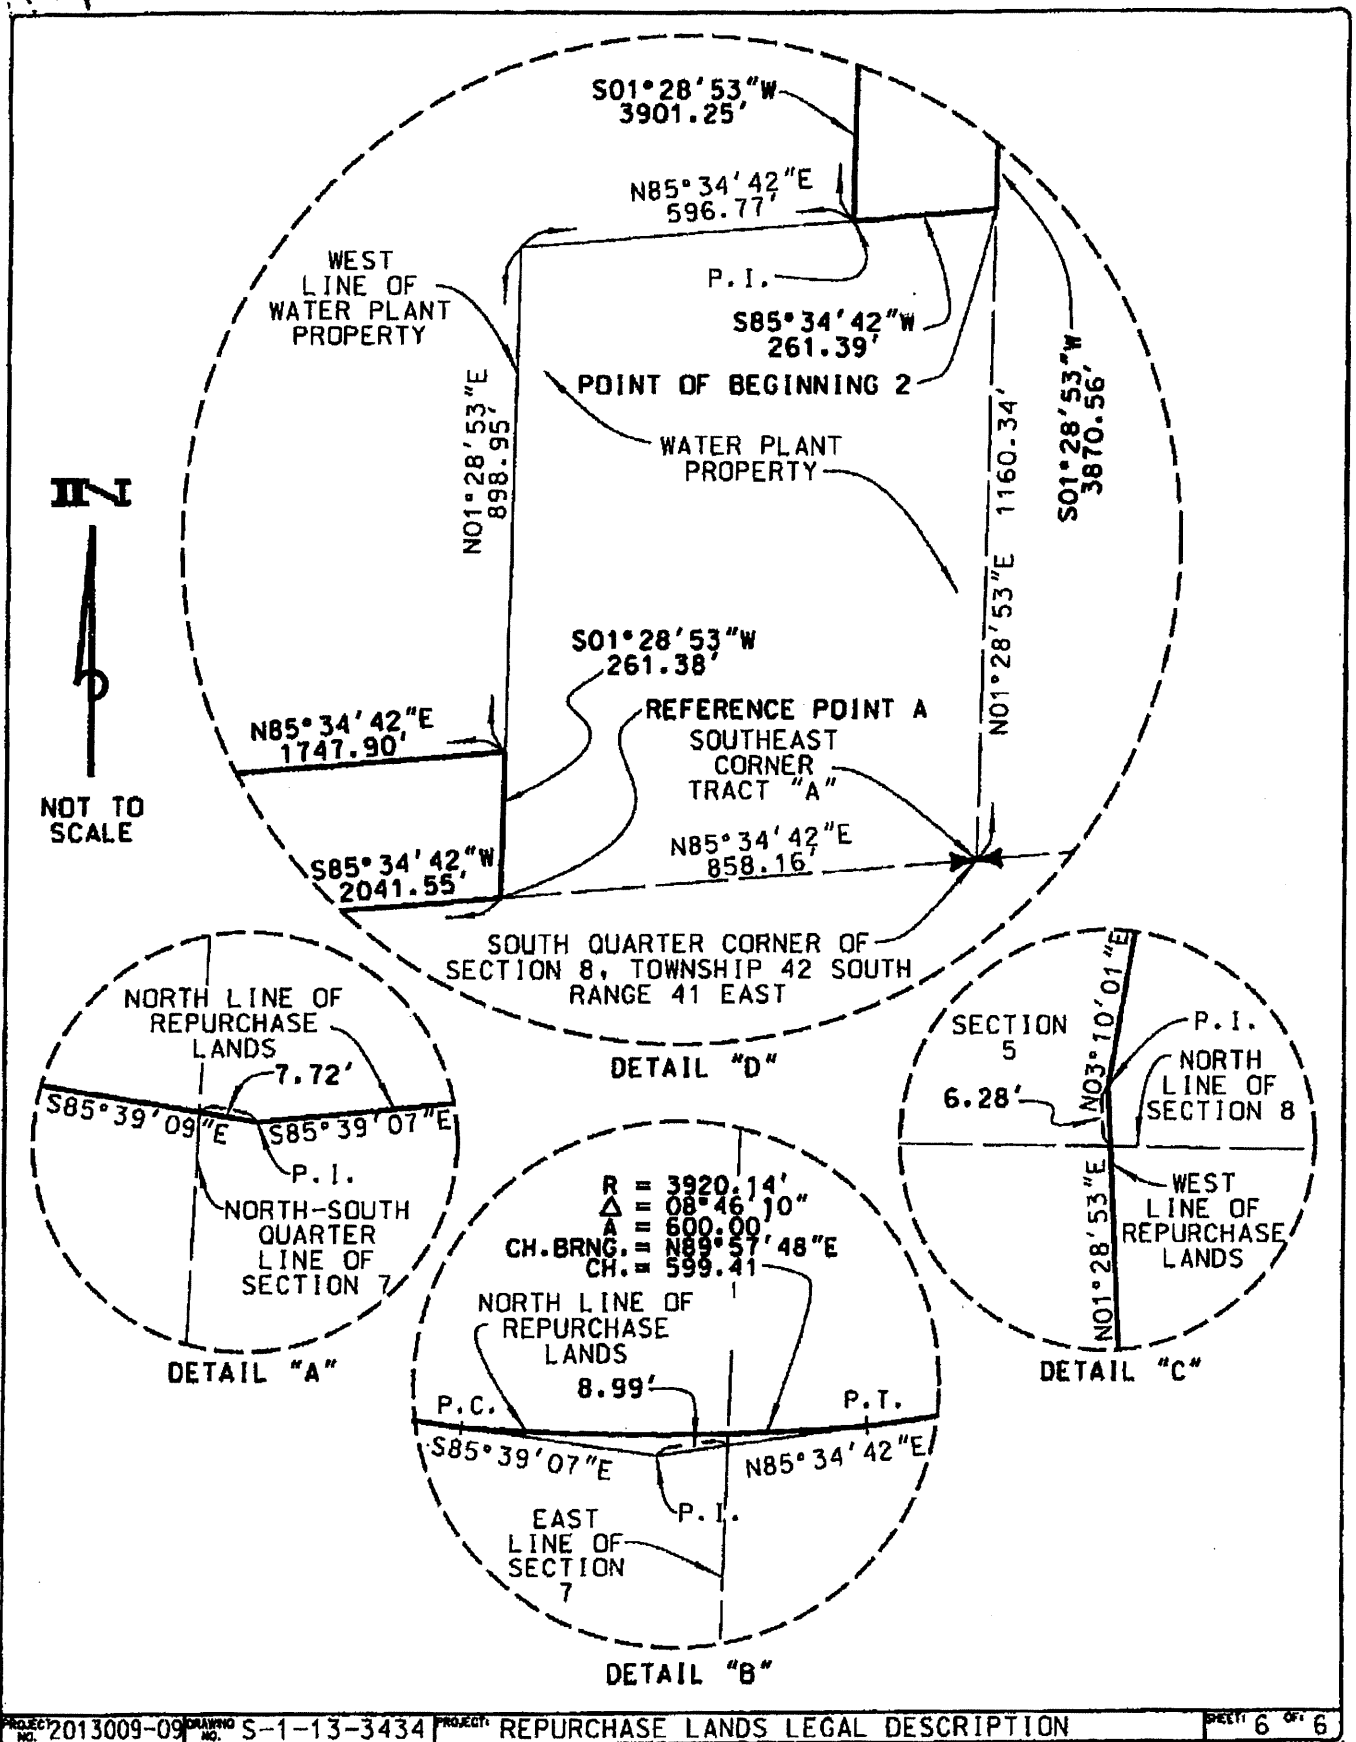 S01°28'53"W
3901.25'
N85°34'42"E
596.77'
WEST
LINE OF
WATER PLANT
PROPERTY
P.I.
S85°34'42"W
261.39'
POINT OF BEGINNING 2
S01°28'53"W
3870.56'
N01°28'53"E
898.95'
WATER PLANT
PROPERTY
N01°28'53"E 1160.34'
N
NOT TO
SCALE
S01°28'53"W
261.38'
REFERENCE POINT A
SOUTHEAST
CORNER
TRACT "A"
N85°34'42"E
1747.90'
N85°34'42"E
858.16'
S85°34'42"W
2041.55'
SOUTH QUARTER CORNER OF
SECTION 8, TOWNSHIP 42 SOUTH
RANGE 41 EAST
DETAIL "D"
NORTH LINE OF
REPURCHASE
LANDS
7.72'
S85°39'09"E
S85°39'07"E
P.I.
NORTH-SOUTH
QUARTER
LINE OF
SECTION 7
DETAIL "A"
R = 3920.14'
Δ = 08°46'10"
A = 600.00'
CH.BRNG. = N89°57'48"E
CH. = 599.41
NORTH LINE OF
REPURCHASE
LANDS
8.99'
P.C.
P.T.
S85°39'07"E
N85°34'42"E
P.I.
EAST
LINE OF
SECTION
7
DETAIL "B"
SECTION
5
N03°10'01"E
P.I.
6.28'
NORTH
LINE OF
SECTION 8
N01°28'53"E
WEST
LINE OF
REPURCHASE
LANDS
DETAIL "C"
PROJECT NO. 2013009-09 DRAWING NO. S-1-13-3434 PROJECT: REPURCHASE LANDS LEGAL DESCRIPTION SHEET: 6 OF: 6